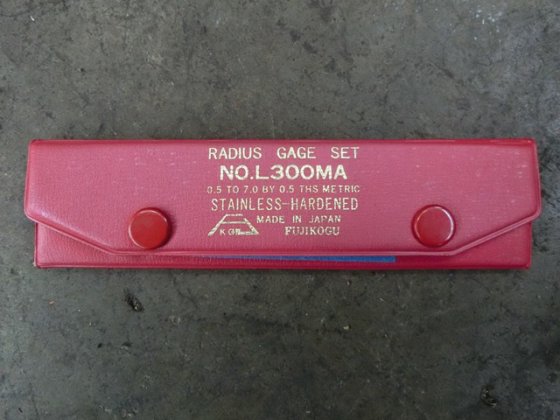 RADIUS GAGE SET
NO.L300MA
0.5 TO 7.0 BY 0.5 THS METRIC
STAINLESS-HARDENED
MADE IN JAPAN
FUJIKOGU